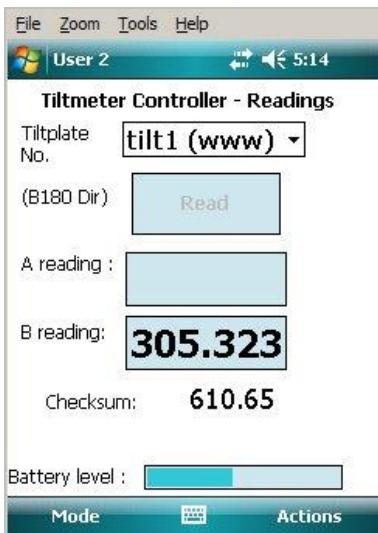 File Zoom Tools Help
User 2 5:14
Tiltmeter Controller - Readings
Tiltplate No. tilt1 (www)
(B180 Dir) Read
A reading :
B reading: 305.323
Checksum: 610.65
Battery level :
Mode Actions